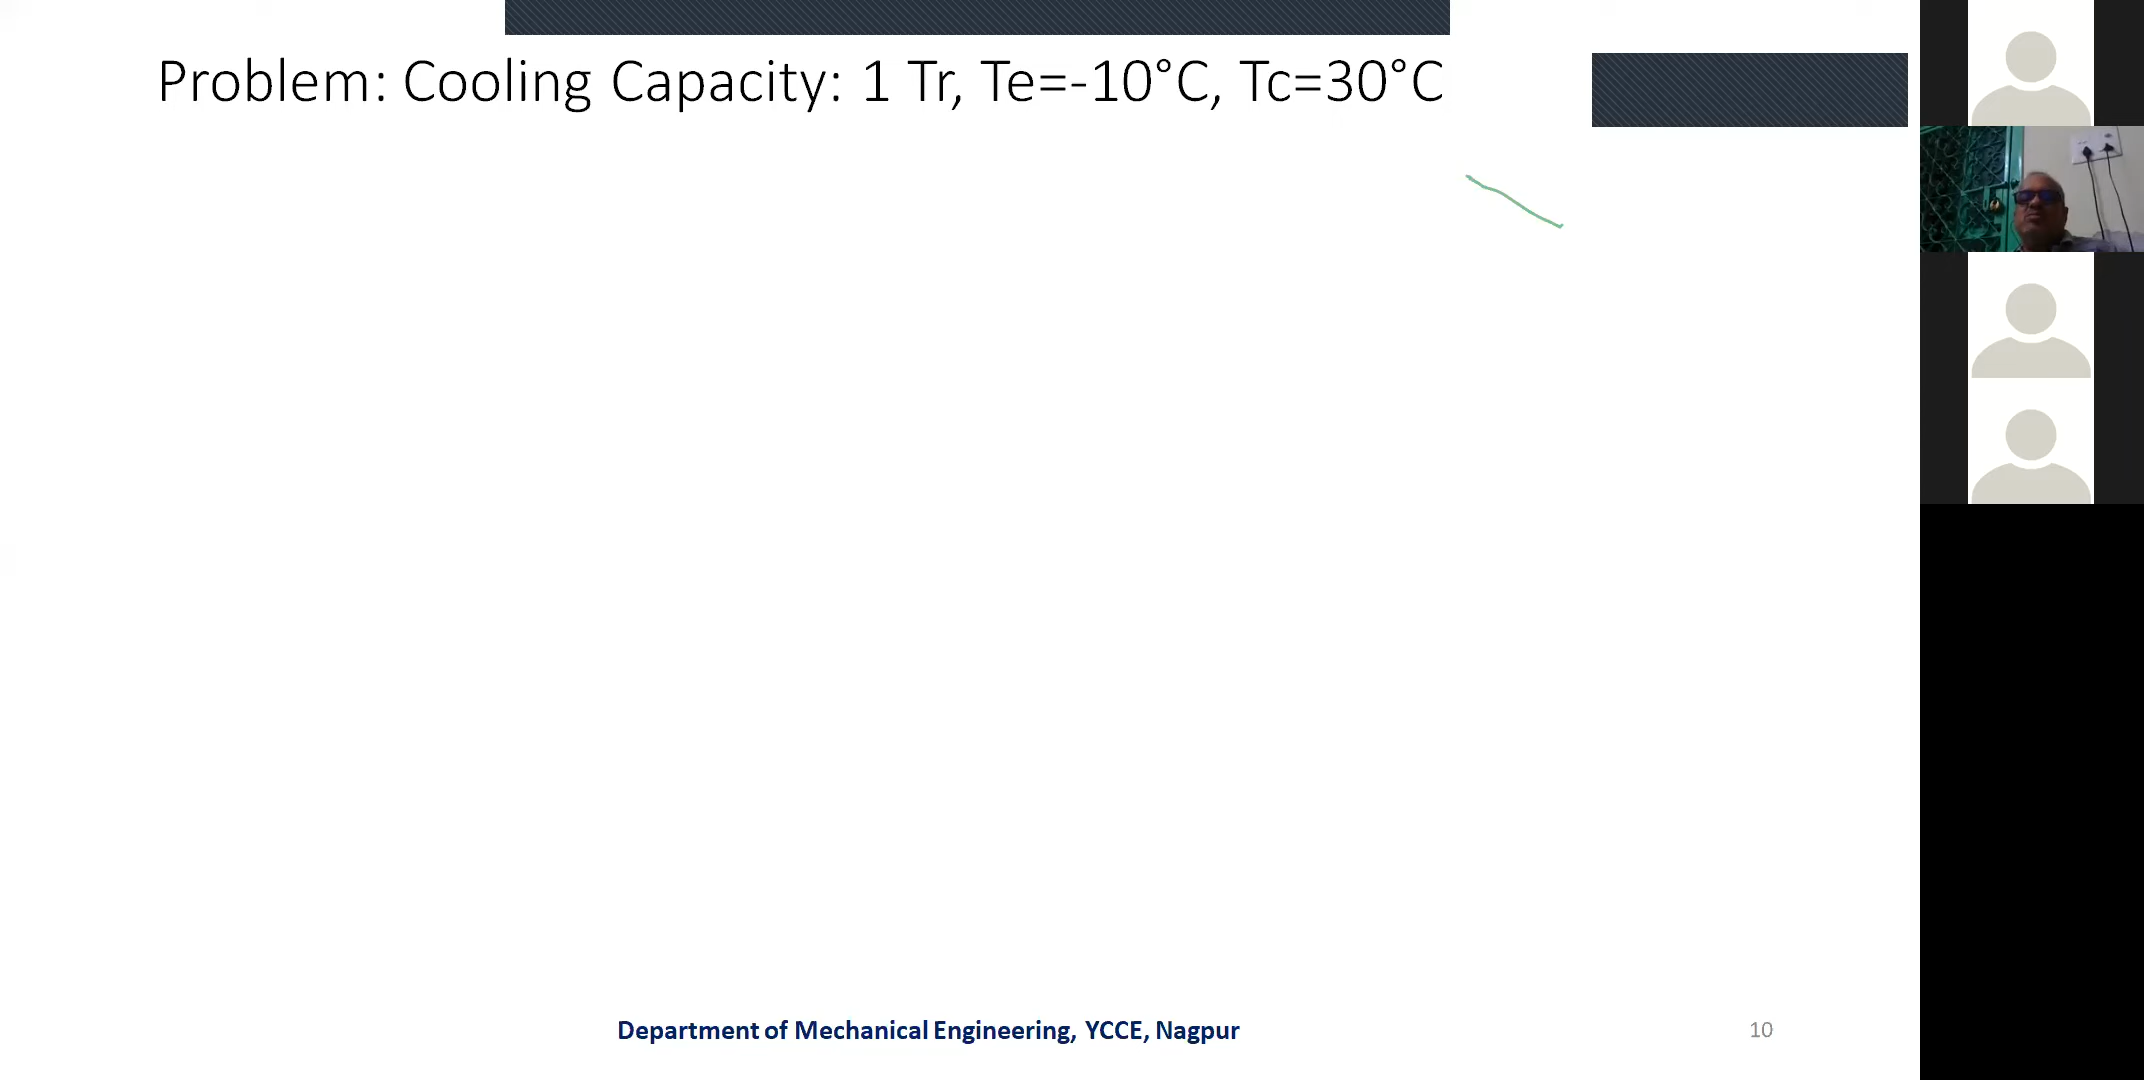 Problem: Cooling Capacity: 1 Tr, Te=-10°C, Tc=30°C
Department of Mechanical Engineering, YCCE, Nagpur
10